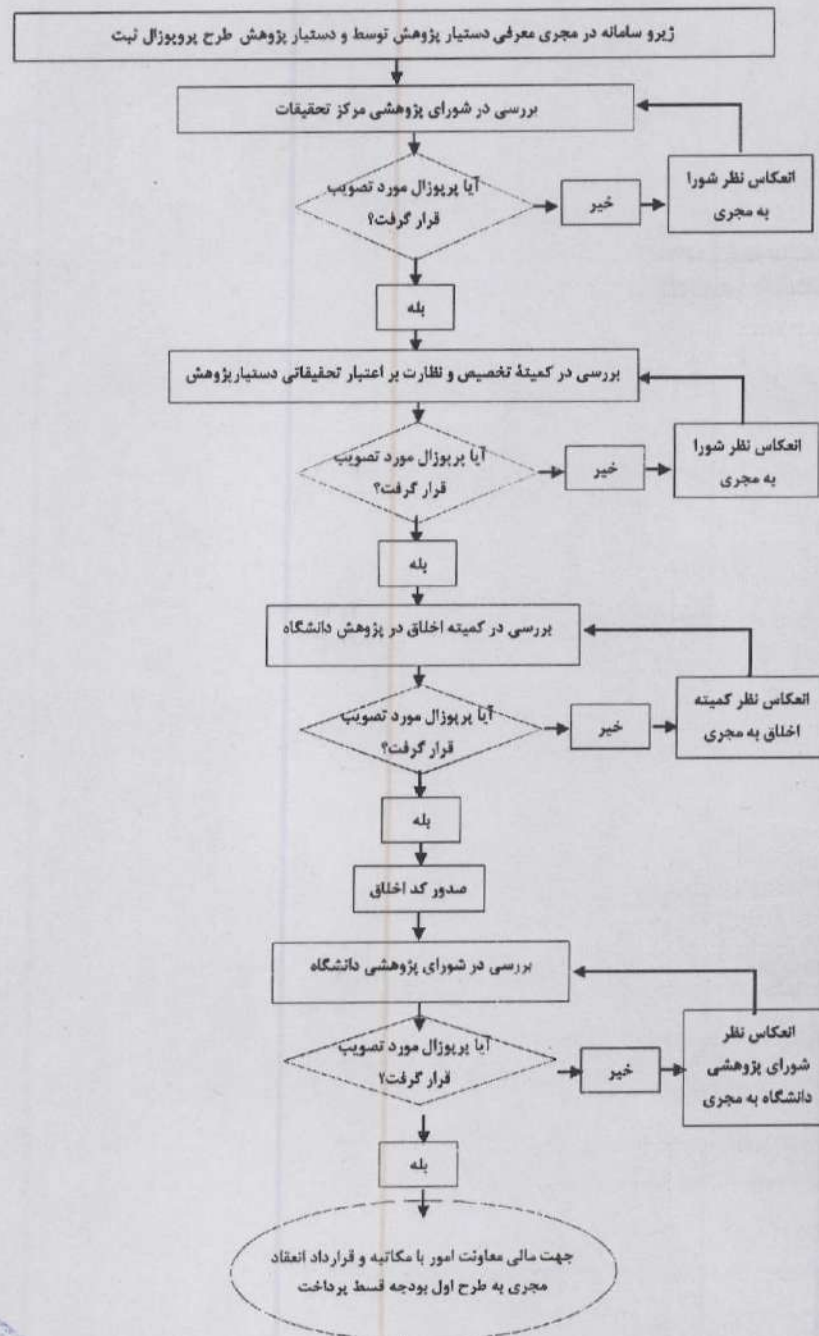 ژیرو سامانه در مجری معرفی دستیار پژوهش توسط و دستیار پژوهش طرح پروپوزال ثبت
بررسی در شورای پژوهشی مرکز تحقیقات
آیا پرپوزال مورد تصویب
قرار گرفت؟
خیر
انعکاس نظر شورا
به مجری
بله
بررسی در کمیتهٔ تخصیص و نظارت بر اعتبار تحقیقاتی دستیارپژوهش
آیا پرپوزال مورد تصویب
قرار گرفت؟
خیر
انعکاس نظر شورا
به مجری
بله
بررسی در کمیته اخلاق در پژوهش دانشگاه
آیا پرپوزال مورد تصویب
قرار گرفت؟
خیر
انعکاس نظر کمیته
اخلاق به مجری
بله
صدور کد اخلاق
بررسی در شورای پژوهشی دانشگاه
آیا پرپوزال مورد تصویب
قرار گرفت؟
خیر
انعکاس نظر
شورای پژوهشی
دانشگاه به مجری
بله
جهت مالی معاونت امور با مکاتبه و قرارداد انعقاد
مجری به طرح اول بودجه قسط پرداخت